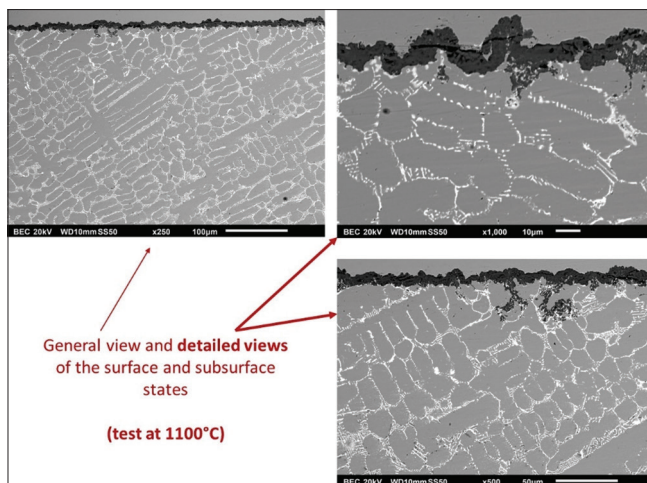 BEC 20kV WD10mm SS50 x250 100µm
BEC 20kV WD10mm SS50 x1,000 10µm
General view and detailed views
of the surface and subsurface
states
(test at 1100°C)
BEC 20kV WD10mm SS50 x500 50µm